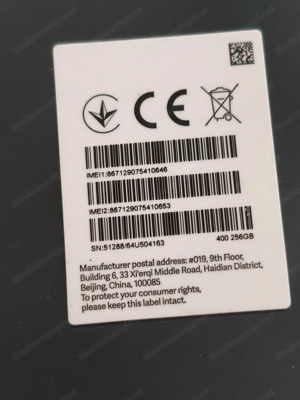 CE
IMEI1:867129075410646
IMEI2:867129075410653
SN:51288/64U504163
400 256GB
Manufacturer postal address: #019, 9th Floor,
Building 6, 33 Xi'erqi Middle Road, Haidian District,
Beijing, China, 100085
To protect your consumer rights,
please keep this label intact.